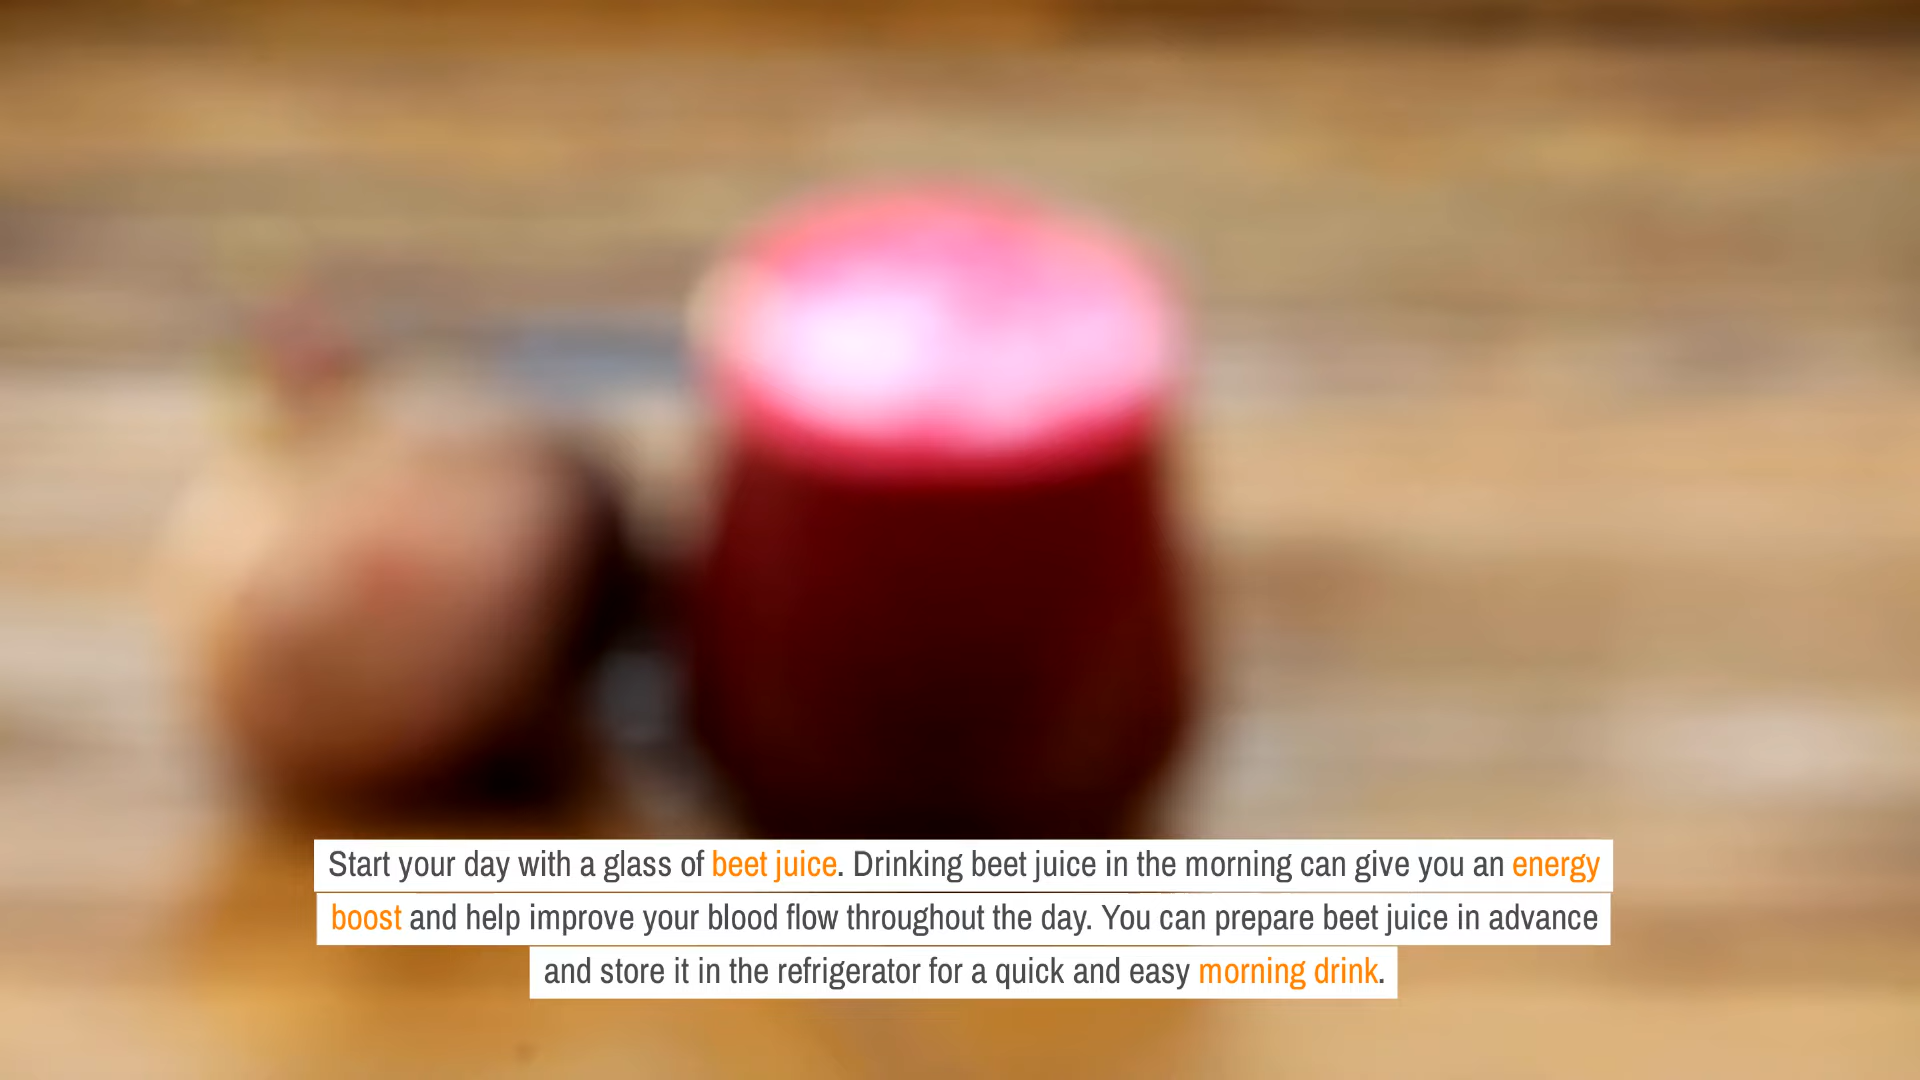 Start your day with a glass of beet juice. Drinking beet juice in the morning can give you an energy
boost and help improve your blood flow throughout the day. You can prepare beet juice in advance
and store it in the refrigerator for a quick and easy morning drink.